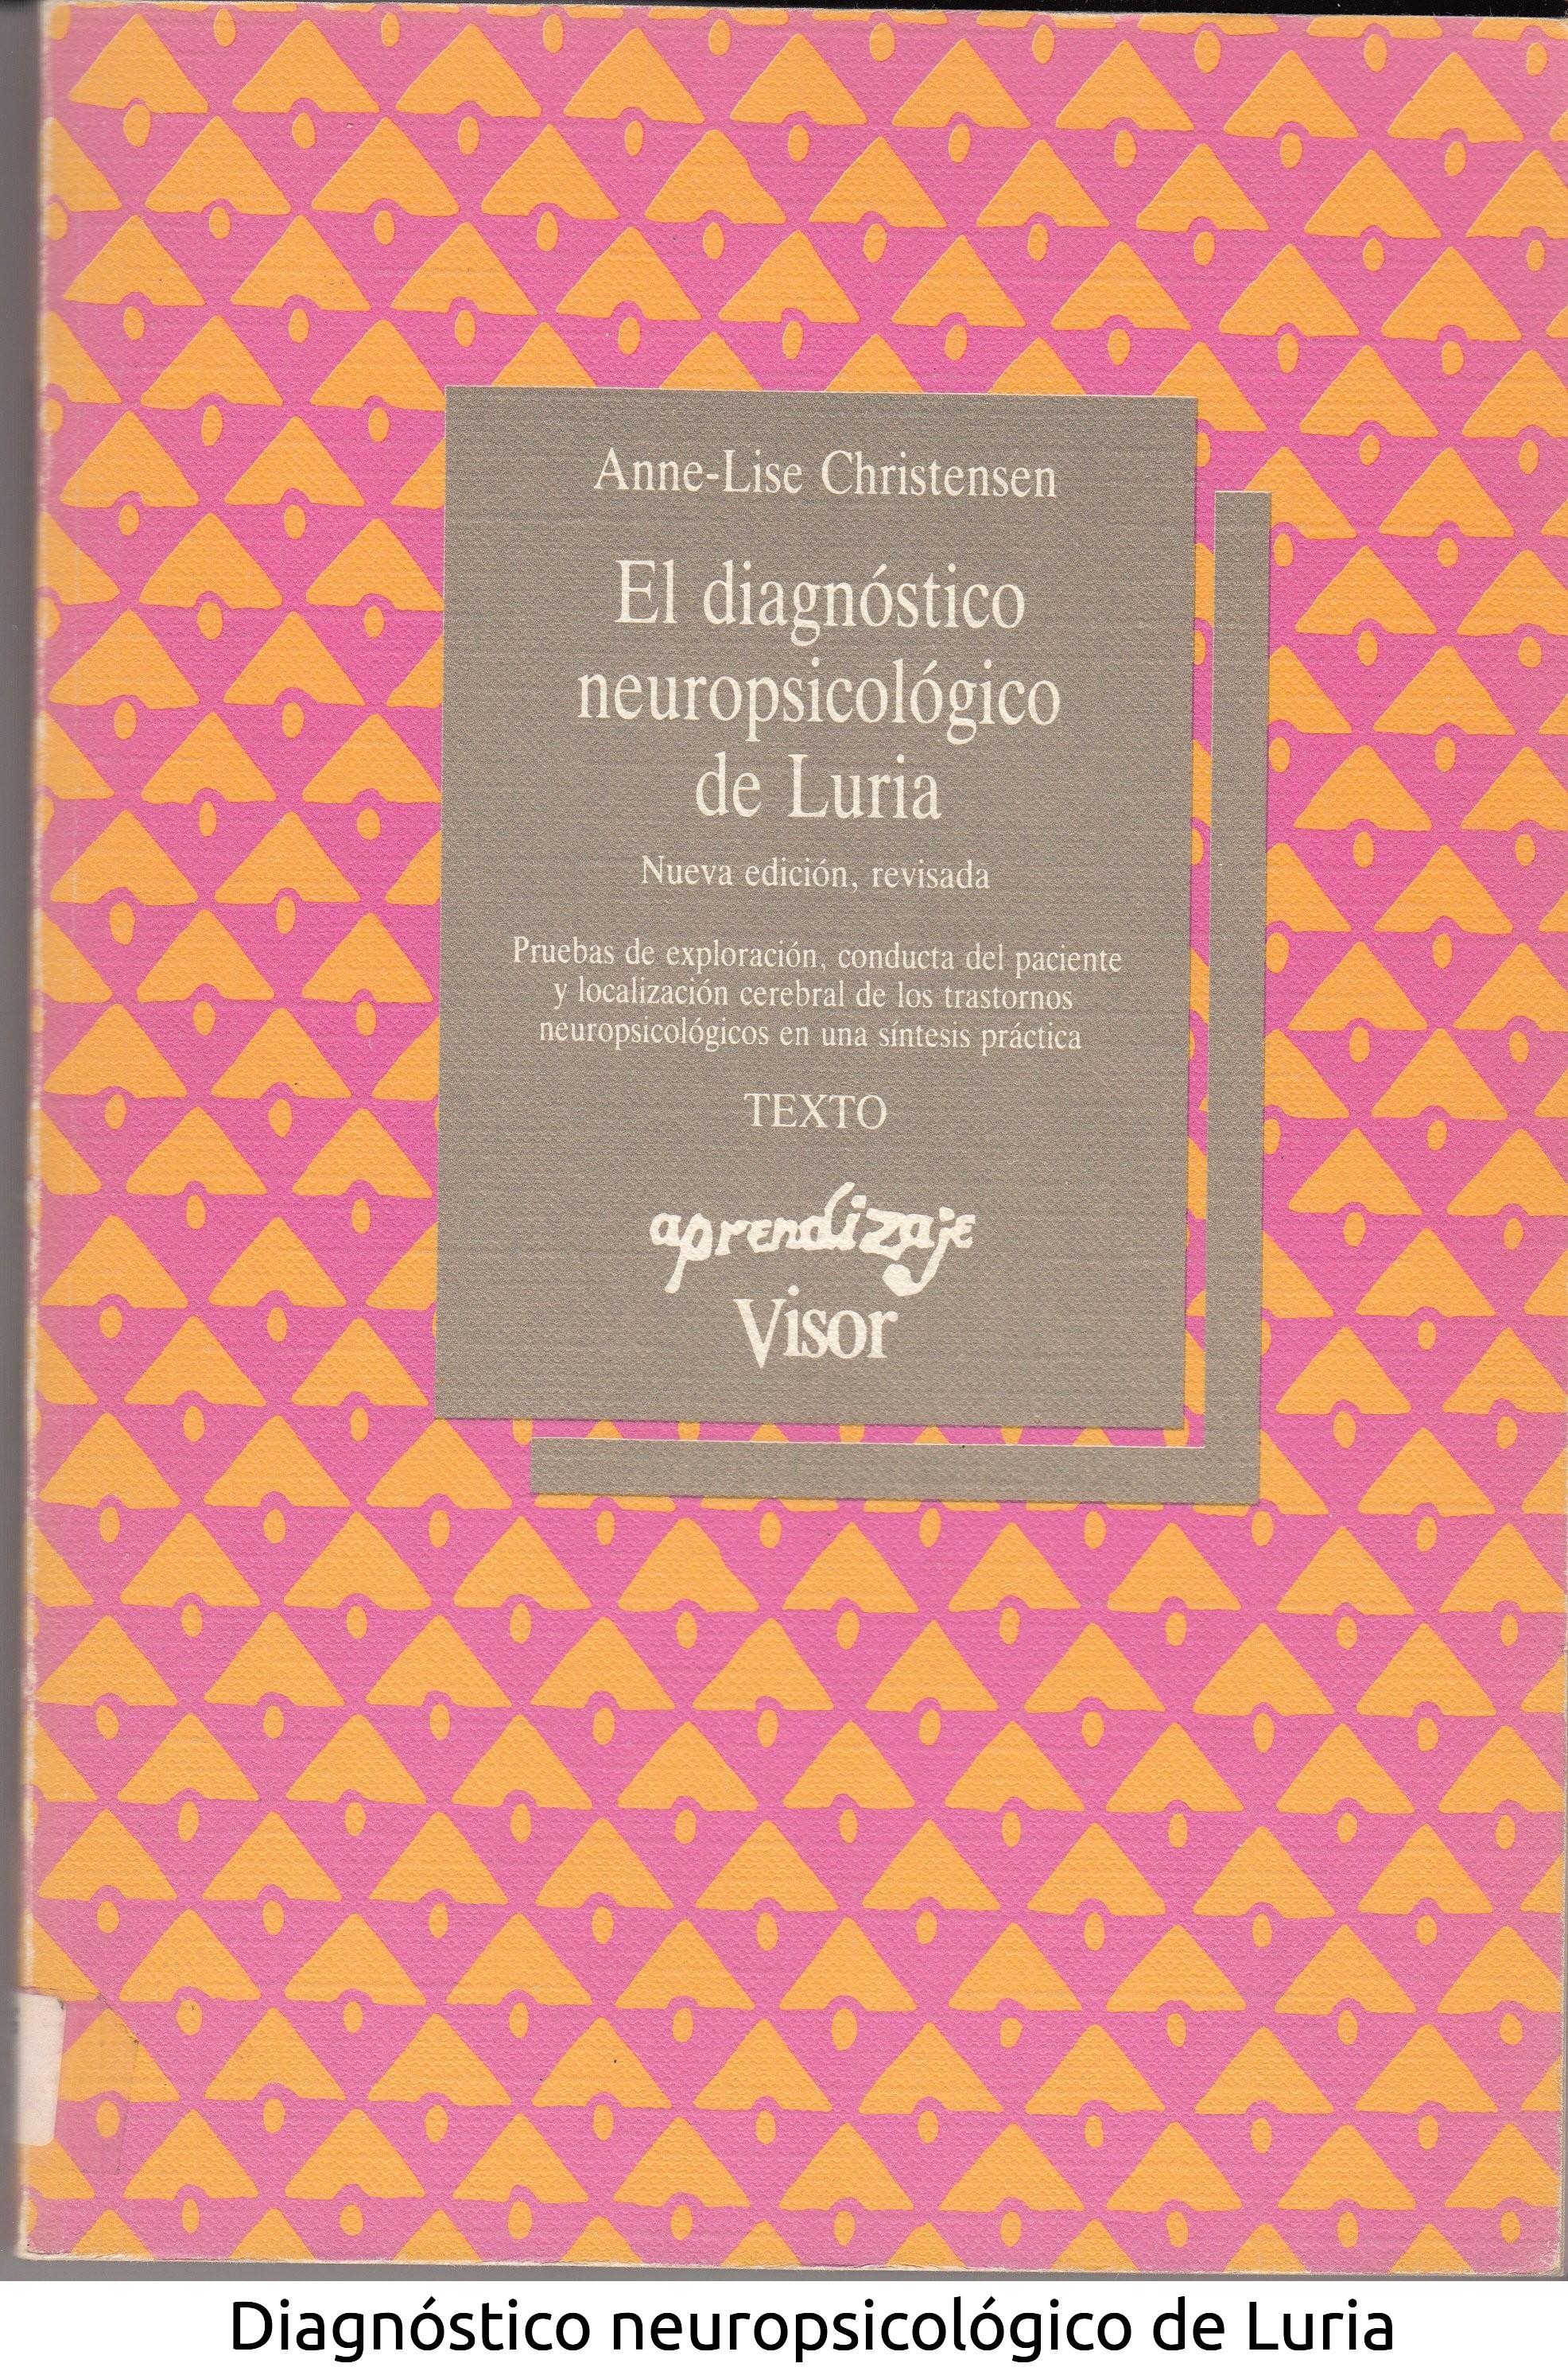 Anne-Lise Christensen
El diagnóstico
neuropsicológico
de Luria
Nueva edición, revisada
Pruebas de exploración, conducta del paciente
y localización cerebral de los trastornos
neuropsicológicos en una síntesis práctica
TEXTO
aprendizaje
Visor
Diagnóstico neuropsicológico de Luria